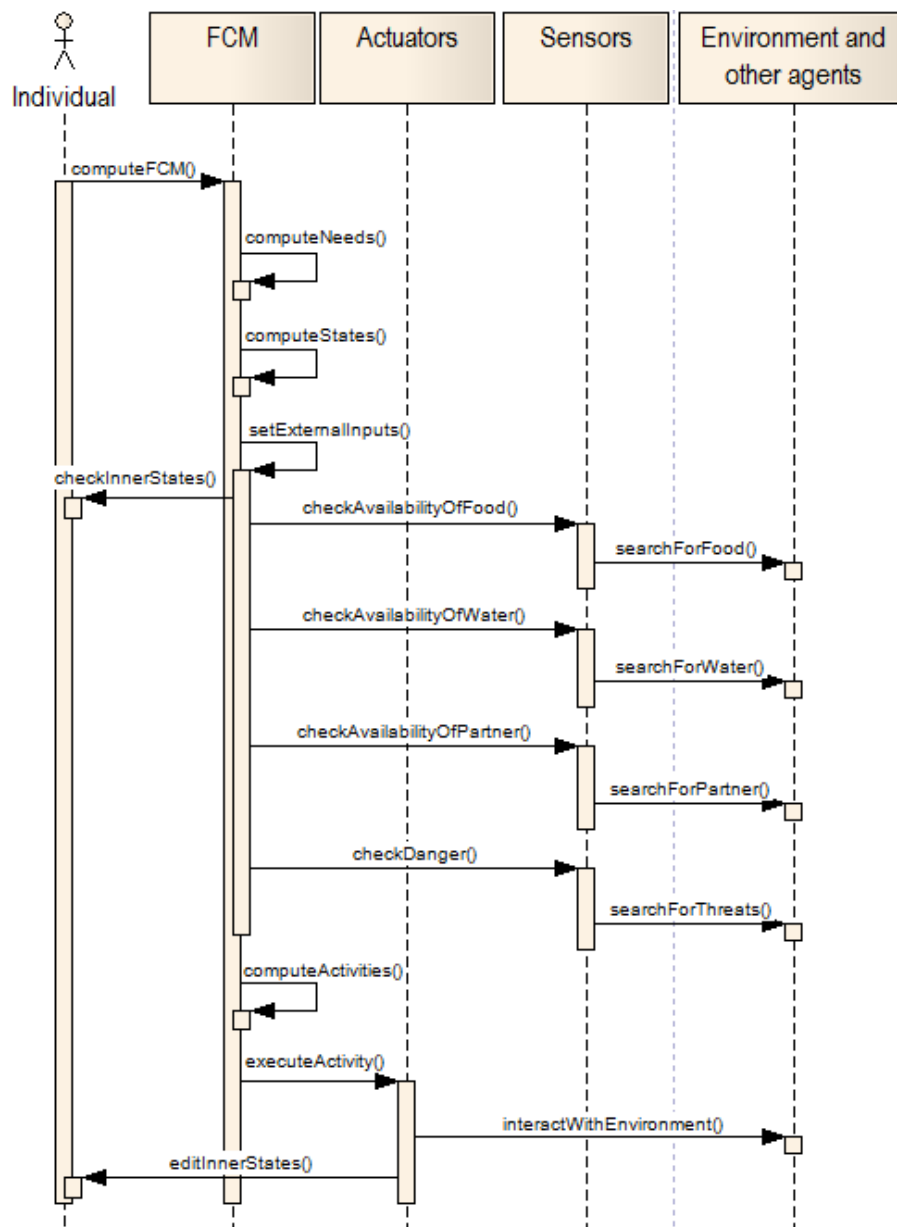 FCM
Actuators
Sensors
Environment and
other agents
Individual
computeFCM()
computeNeeds()
computeStates()
setExternalInputs()
checkInnerStates()
checkAvailabilityOfFood()
searchForFood()
checkAvailabilityOfWater()
searchForWater()
checkAvailabilityOfPartner()
searchForPartner()
checkDanger()
searchForThreats()
computeActivities()
executeActivity()
interactWithEnvironment()
editInnerStates()